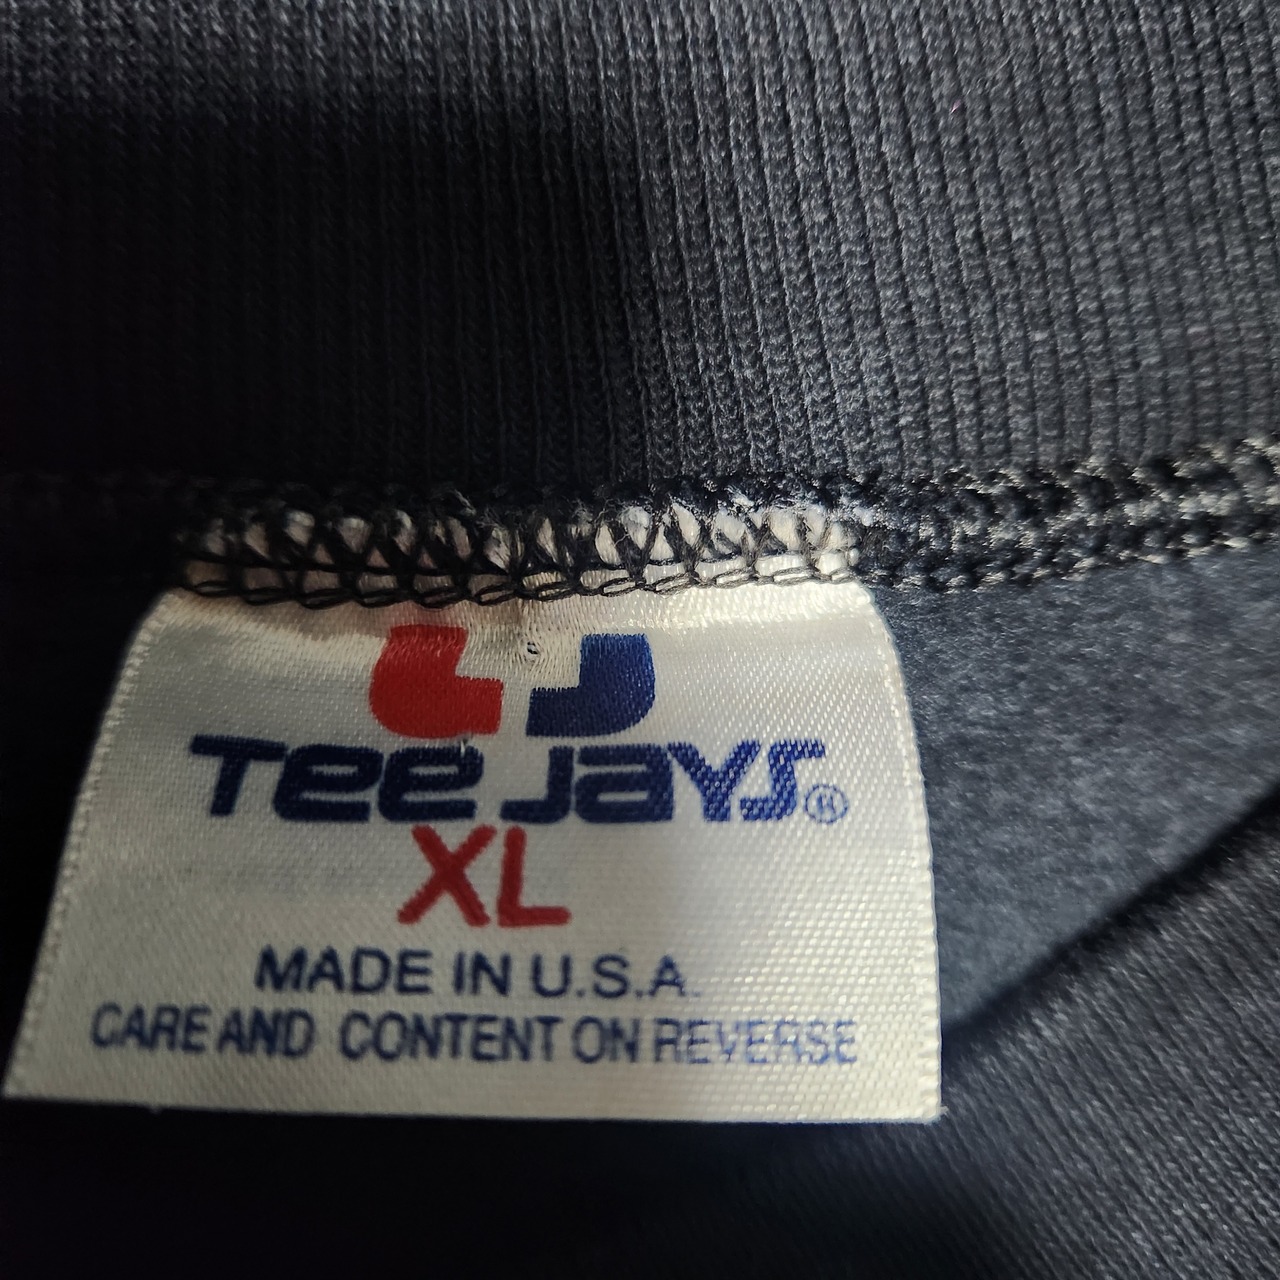 Tee Jays®
XL
MADE IN U.S.A.
CARE AND CONTENT ON REVERSE